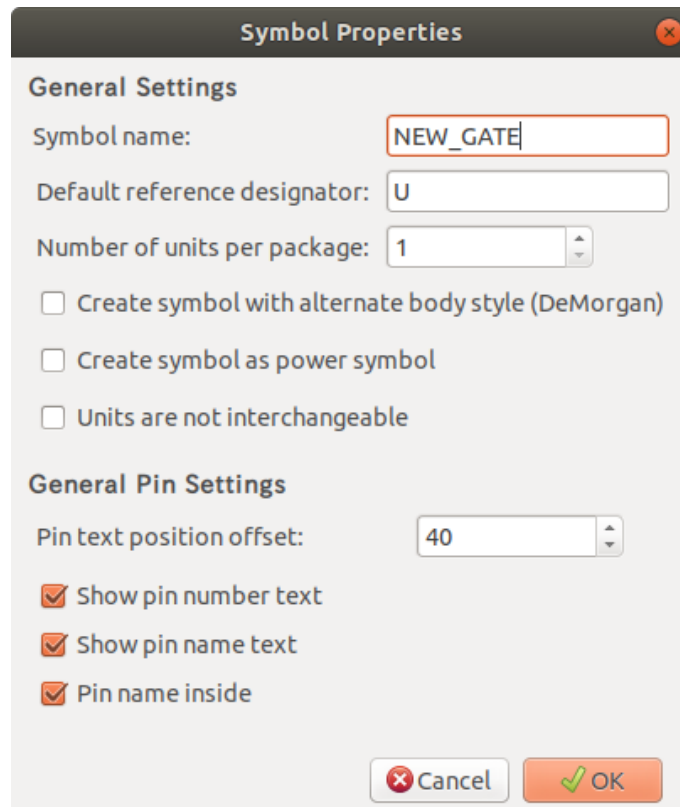 Symbol Properties
General Settings
Symbol name: NEW_GATE
Default reference designator: U
Number of units per package: 1
Create symbol with alternate body style (DeMorgan)
Create symbol as power symbol
Units are not interchangeable
General Pin Settings
Pin text position offset: 40
Show pin number text
Show pin name text
Pin name inside
Cancel OK